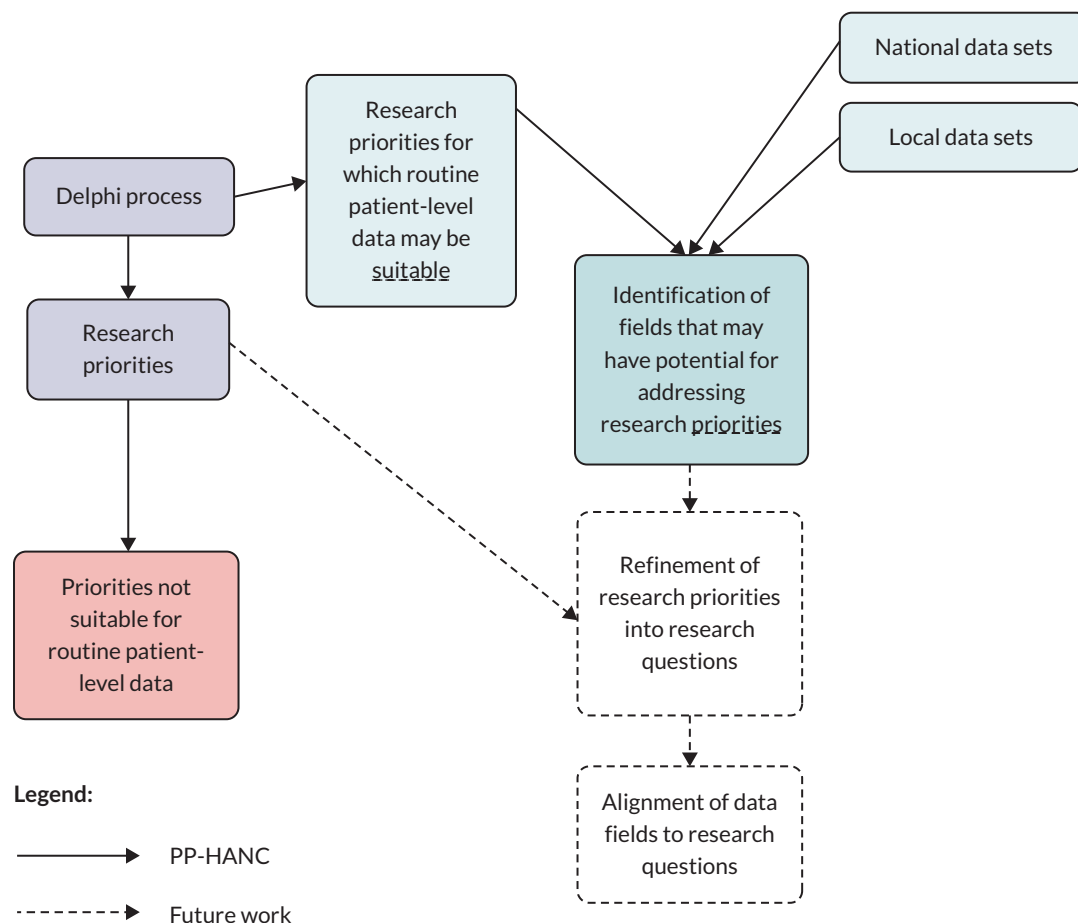 National data sets
Local data sets
Research
priorities for
which routine
patient-level
data may be
suitable
Delphi process
Research
priorities
Identification of
fields that may
have potential for
addressing
research priorities
Priorities not
suitable for
routine patient-
level data
Refinement of
research priorities
into research
questions
Alignment of data
fields to research
questions
Legend:
PP-HANC
Future work